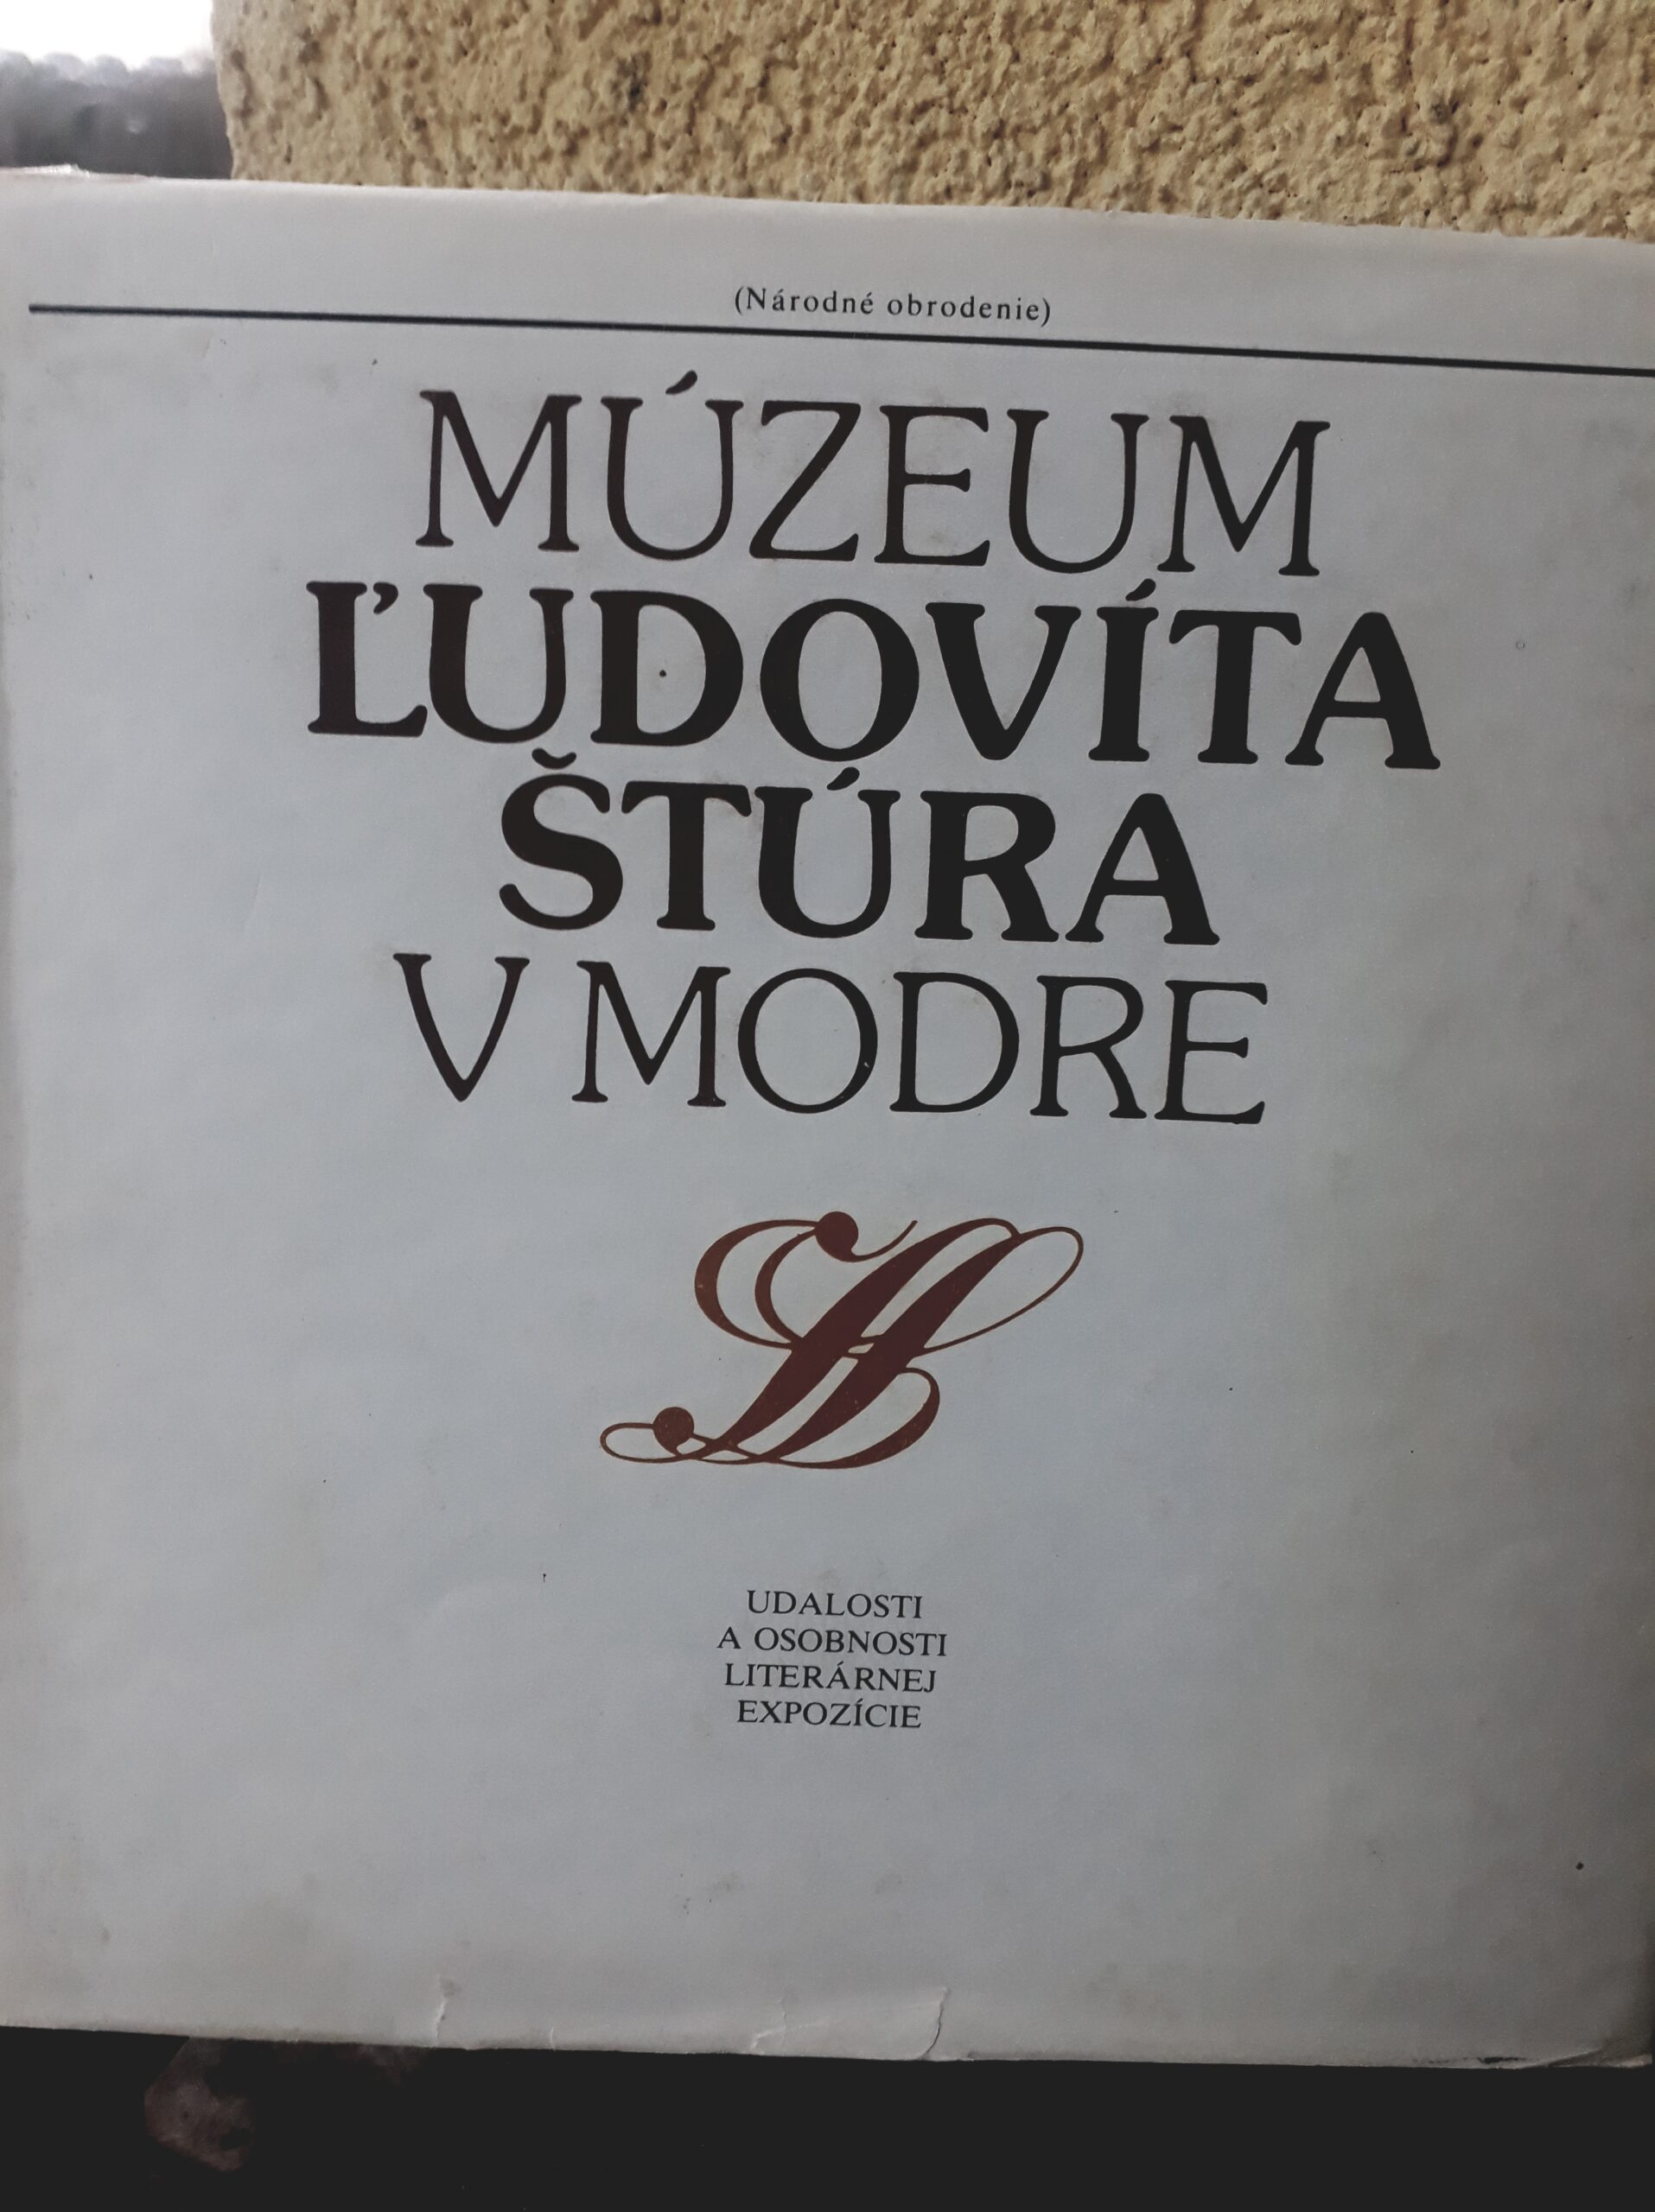 (Národné obrodenie)
MÚZEUM
ĽUDOVÍTA
ŠTÚRA
V MODRE
UDALOSTI
A OSOBNOSTI
LITERÁRNEJ
EXPOZÍCIE